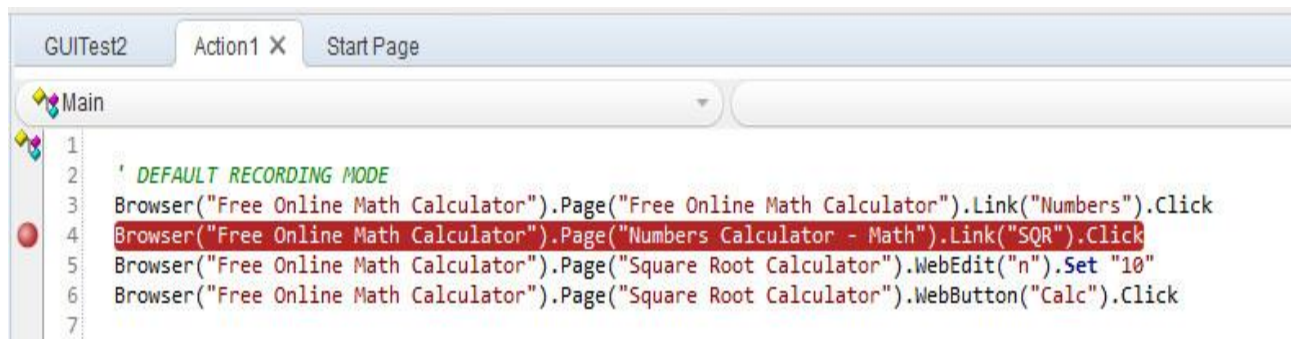 GUITest2 Action1 Start Page
Main
1
2 ' DEFAULT RECORDING MODE
3 Browser("Free Online Math Calculator").Page("Free Online Math Calculator").Link("Numbers").Click
4 Browser("Free Online Math Calculator").Page("Numbers Calculator - Math").Link("SQR").Click
5 Browser("Free Online Math Calculator").Page("Square Root Calculator").WebEdit("n").Set "10"
6 Browser("Free Online Math Calculator").Page("Square Root Calculator").WebButton("Calc").Click
7